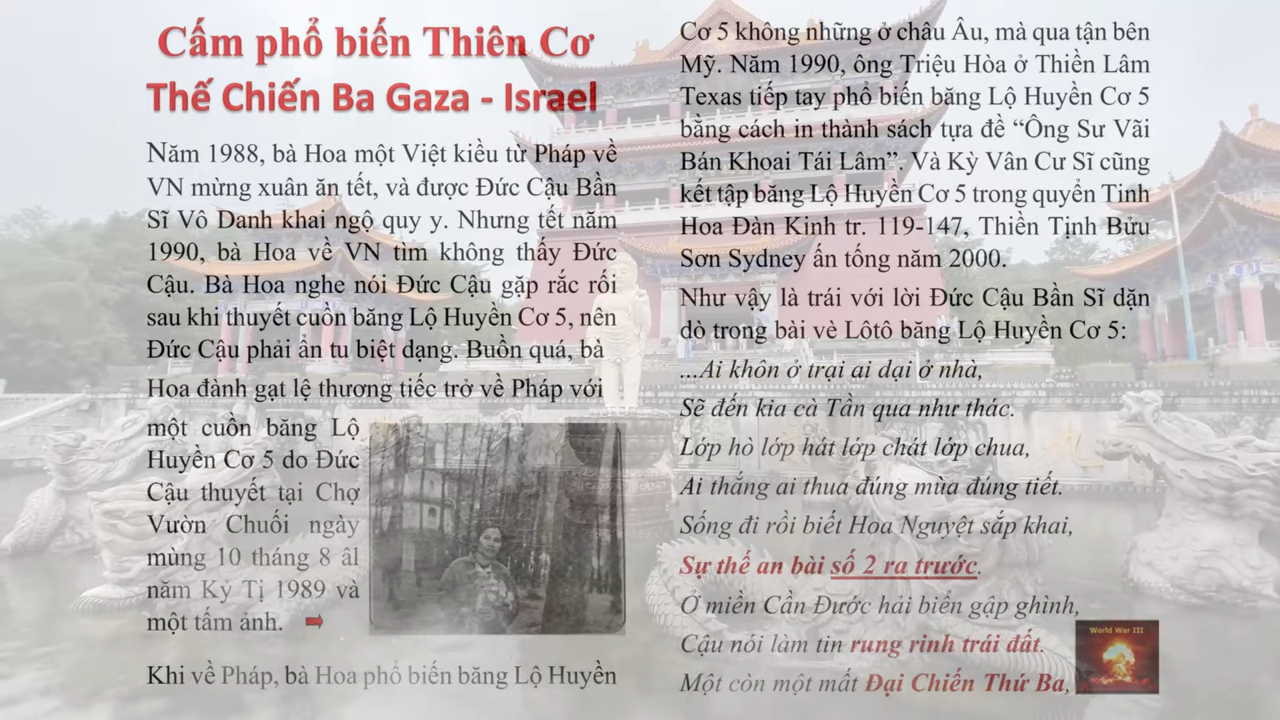 Cấm phổ biến Thiên Cơ
Thế Chiến Ba Gaza - Israel
Năm 1988, bà Hoa một Việt kiều từ Pháp về
VN mừng xuân ăn tết, và được Đức Cậu Bần
Sĩ Vô Danh khai ngộ quy y. Nhưng tết năm
1990, bà Hoa về VN tìm không thấy Đức
Cậu. Bà Hoa nghe nói Đức Cậu gặp rắc rối
sau khi thuyết cuồn băng Lộ Huyền Cơ 5, nên
Đức Cậu phải ẩn tu biệt dạng. Buồn quá, bà
Hoa đành gạt lệ thương tiếc trở về Pháp với
một cuồn băng Lộ
Huyền Cơ 5 do Đức
Cậu thuyết tại Chợ
Vườn Chuối ngày
mùng 10 tháng 8 âl
năm Kỷ Tị 1989 và
một tấm ảnh.
Khi về Pháp, bà Hoa phổ biến băng Lộ Huyền
Cơ 5 không những ở châu Âu, mà qua tận bên
Mỹ. Năm 1990, ông Triệu Hòa ở Thiền Lâm
Texas tiếp tay phổ biến băng Lộ Huyền Cơ 5
bằng cách in thành sách tựa đề “Ông Sư Vãi
Bán Khoai Tái Lâm”. Và Kỳ Vân Cư Sĩ cũng
kết tập băng Lộ Huyền Cơ 5 trong quyển Tinh
Hoa Đàn Kinh tr. 119-147, Thiền Tịnh Bửu
Sơn Sydney ấn tống năm 2000.
Như vậy là trái với lời Đức Cậu Bần Sĩ dặn
dò trong bài vè Lôtô băng Lộ Huyền Cơ 5:
...Ai khôn ở trại ai dại ở nhà,
Sẽ đến kia cà Tần qua như thác.
Lớp hò lớp hát lớp chát lớp chua,
Ai thắng ai thua đúng mùa đúng tiết.
Sống đi rồi biết Hoa Nguyệt sắp khai,
Sự thế an bài số 2 ra trước.
Ở miền Cần Đước hải biển gập ghình,
Cậu nói làm tin rung rinh trái đất.
Một còn một mất Đại Chiến Thứ Ba,
World War III